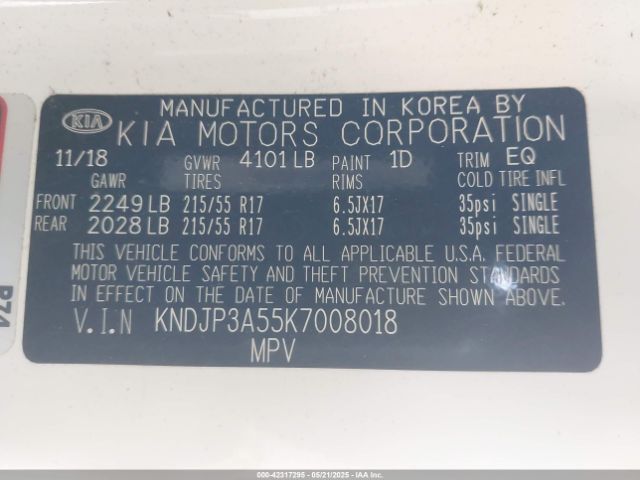 KIA
MANUFACTURED IN KOREA BY
KIA MOTORS CORPORATION
11/18 GVWR 4101 LB PAINT 1D TRIM EQ
GAWR TIRES RIMS COLD TIRE INFL
FRONT 2249 LB 215/55 R17 6.5JX17 35psi SINGLE
REAR 2028 LB 215/55 R17 6.5JX17 35psi SINGLE
THIS VEHICLE CONFORMS TO ALL APPLICABLE U.S.A. FEDERAL
MOTOR VEHICLE SAFETY AND THEFT PREVENTION STANDARDS
IN EFFECT ON THE DATE OF MANUFACTURE SHOWN ABOVE.
V.I.N KNDJP3A55K7008018
MPV
000-42317295 - 05/21/2025 - IAAI.COM